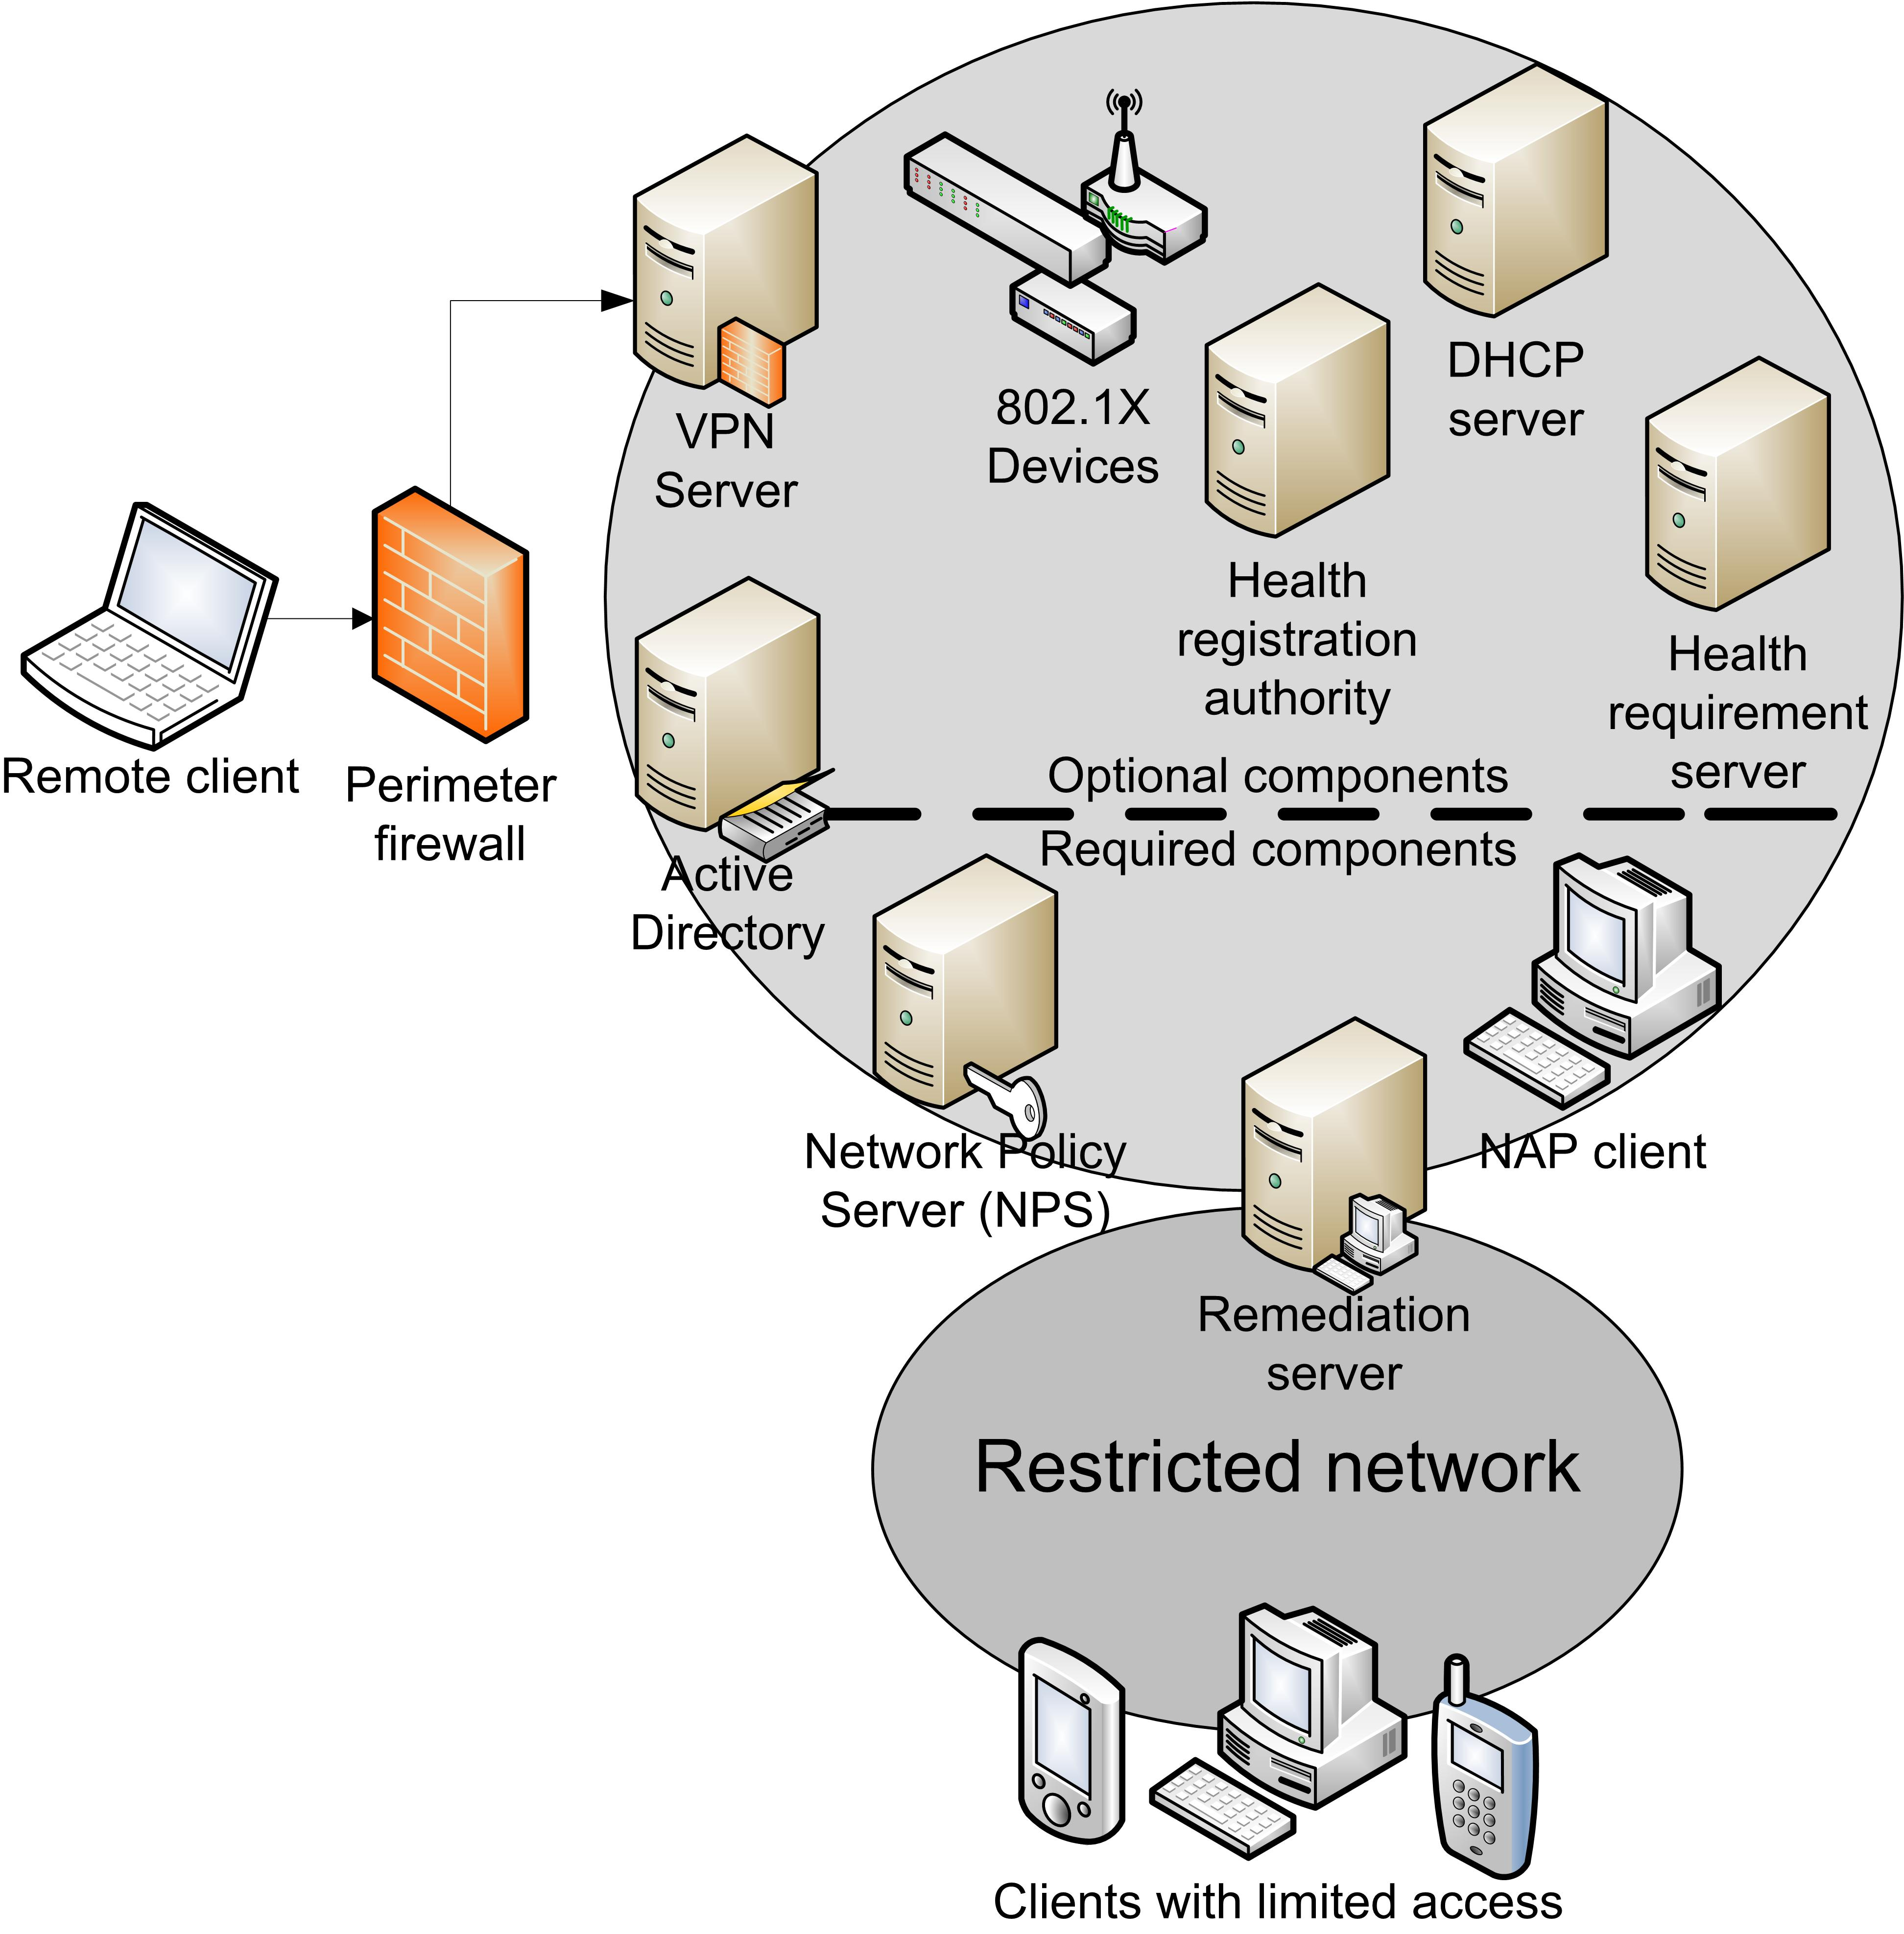 VPN
Server
802.1X
Devices
DHCP
server
Health
registration
authority
Health
requirement
server
Remote client
Perimeter
firewall
Optional components
Required components
Active
Directory
Network Policy
Server (NPS)
NAP client
Remediation
server
Restricted network
Clients with limited access